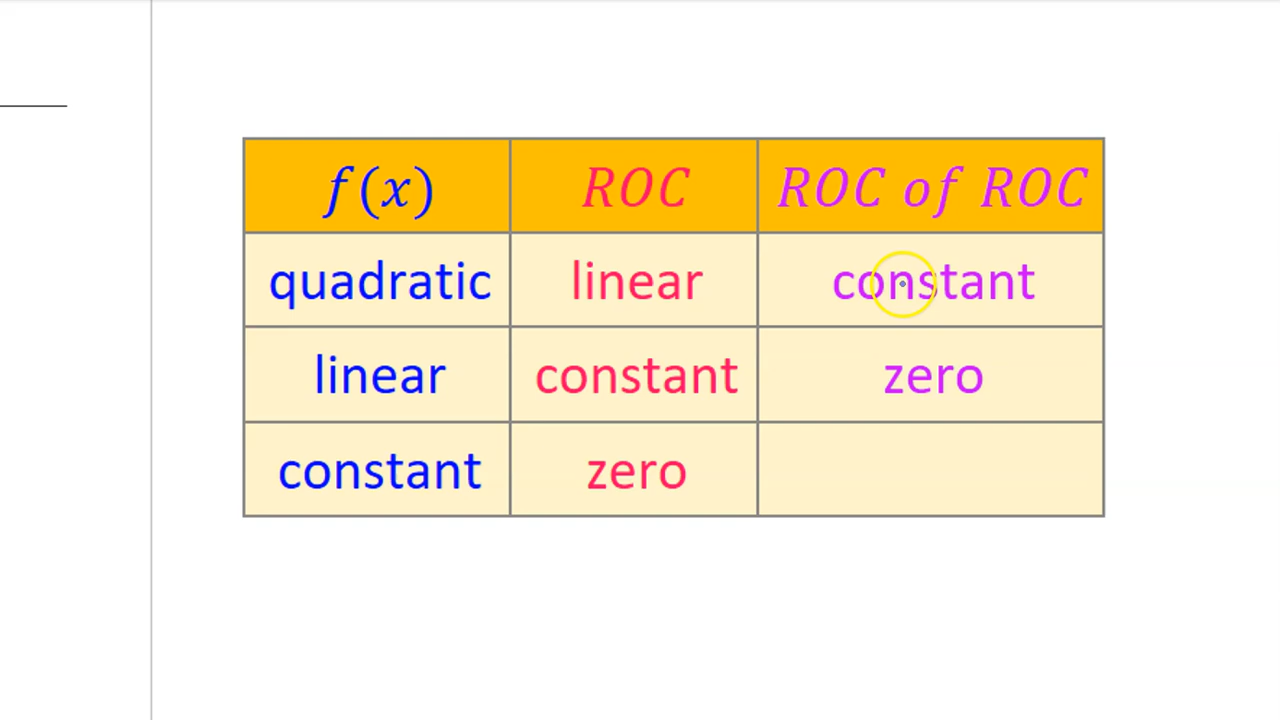 f(x) ROC ROC of ROC
quadratic linear constant
linear constant zero
constant zero